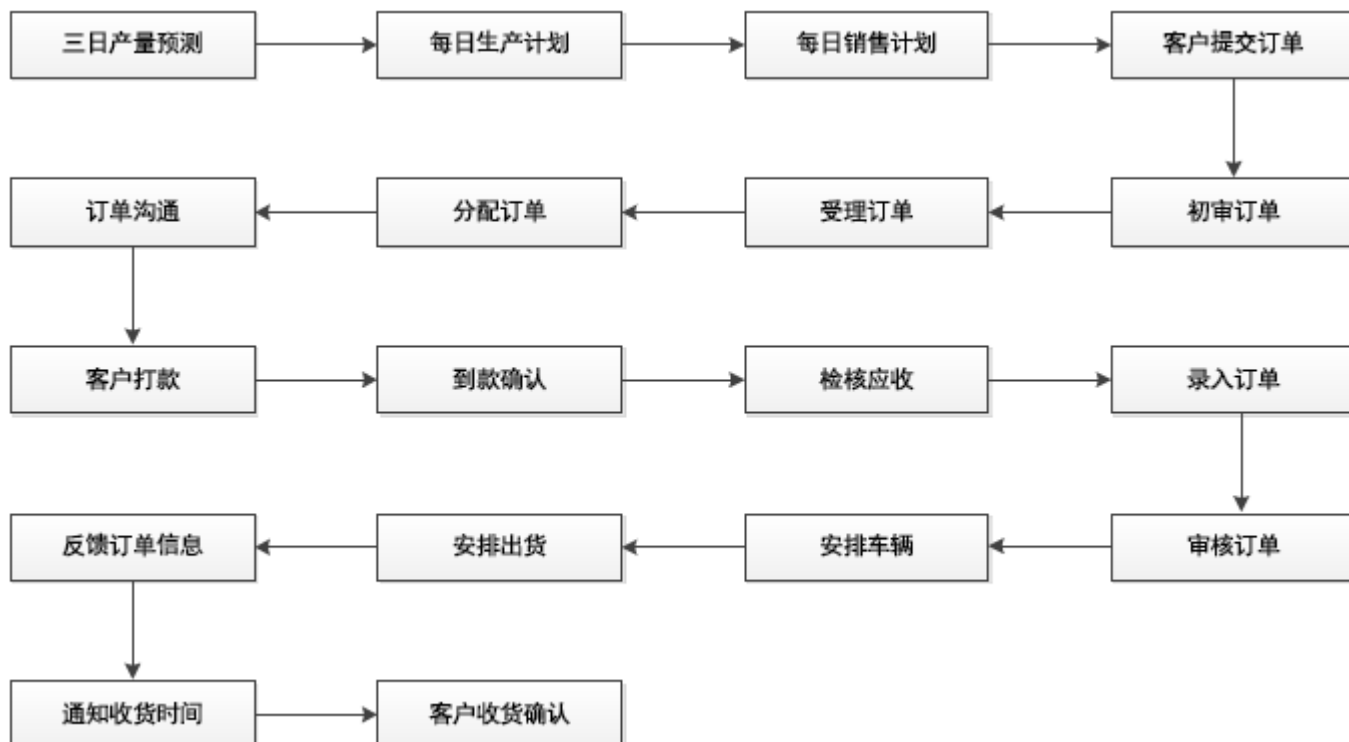 三日产量预测
每日生产计划
每日销售计划
客户提交订单
初审订单
受理订单
分配订单
订单沟通
客户打款
到款确认
检核应收
录入订单
审核订单
安排车辆
安排出货
反馈订单信息
通知收货时间
客户收货确认